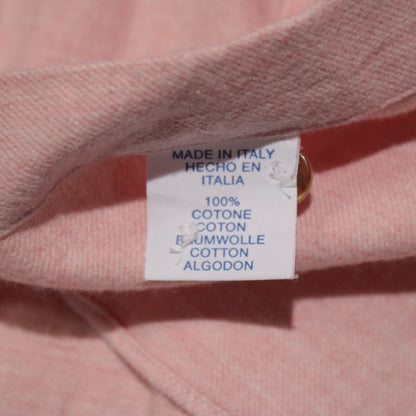 MADE IN ITALY
HECHO EN
ITALIA
100%
COTONE
COTON
BAUMWOLLE
COTTON
ALGODON